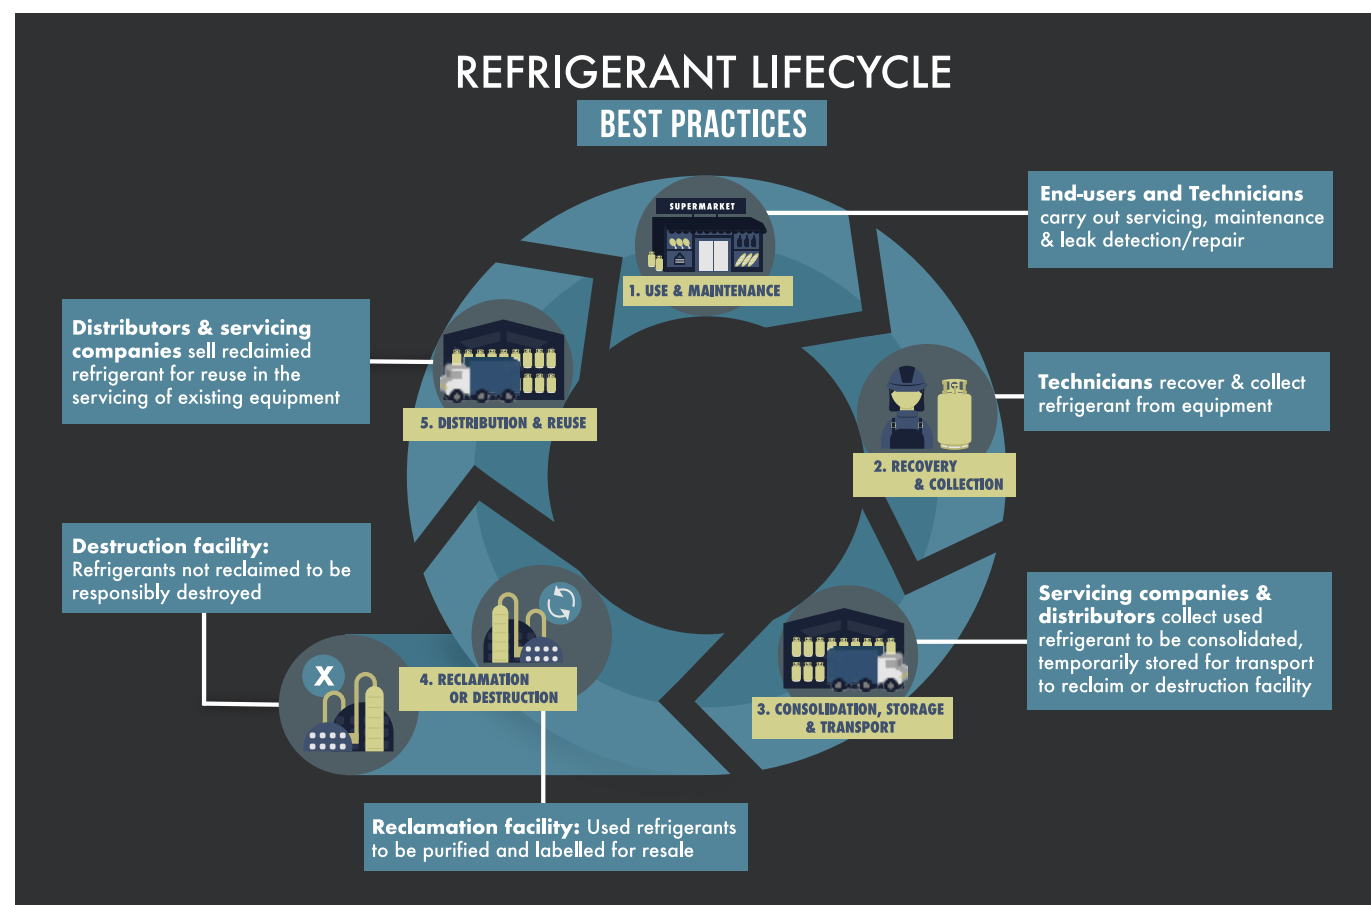 REFRIGERANT LIFECYCLE
BEST PRACTICES
SUPERMARKET
1. USE & MAINTENANCE
End-users and Technicians
carry out servicing, maintenance
& leak detection/repair
2. RECOVERY
& COLLECTION
Technicians recover & collect
refrigerant from equipment
3. CONSOLIDATION, STORAGE
& TRANSPORT
Servicing companies &
distributors collect used
refrigerant to be consolidated,
temporarily stored for transport
to reclaim or destruction facility
4. RECLAMATION
OR DESTRUCTION
Reclamation facility: Used refrigerants
to be purified and labelled for resale
X
Destruction facility:
Refrigerants not reclaimed to be
responsibly destroyed
5. DISTRIBUTION & REUSE
Distributors & servicing
companies sell reclaimied
refrigerant for reuse in the
servicing of existing equipment